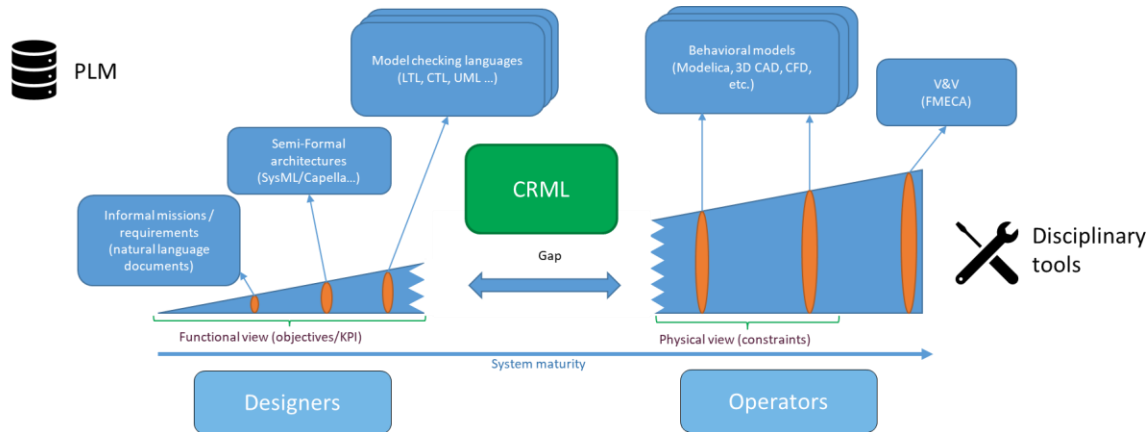 PLM
Model checking languages
(LTL, CTL, UML ...)
Behavioral models
(Modelica, 3D CAD, CFD,
etc.)
V&V
(FMECA)
Semi-Formal
architectures
(SysML/Capella...)
CRML
Informal missions /
requirements
(natural language
documents)
Gap
Disciplinary
tools
Functional view (objectives/KPI)
Physical view (constraints)
System maturity
Designers
Operators